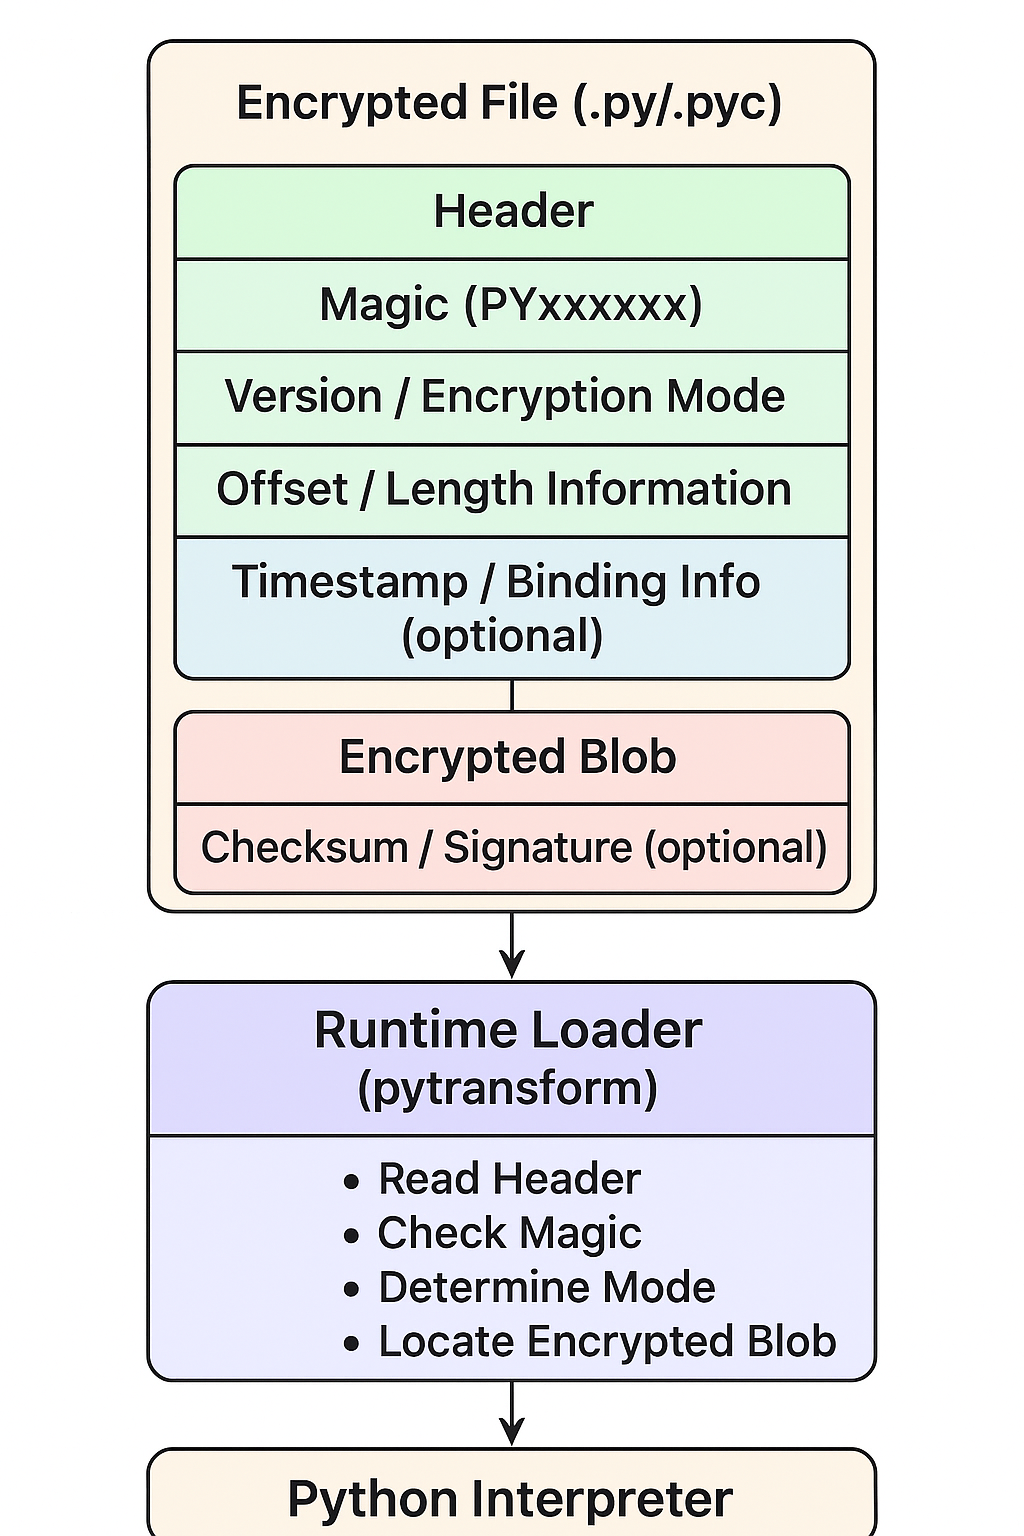 Encrypted File (.py/.pyc)
Header
Magic (PYxxxxxx)
Version / Encryption Mode
Offset / Length Information
Timestamp / Binding Info
(optional)
Encrypted Blob
Checksum / Signature (optional)
Runtime Loader
(pytransform)
• Read Header
• Check Magic
• Determine Mode
• Locate Encrypted Blob
Python Interpreter